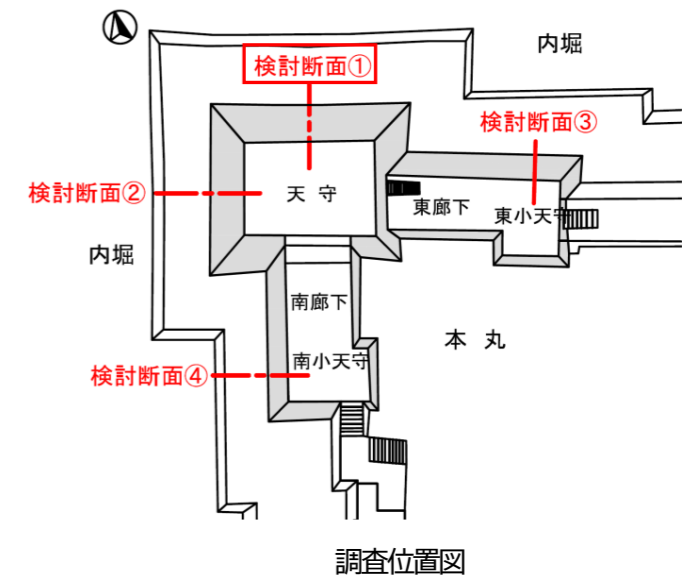 内堀
検討断面①
検討断面③
検討断面②
天 守
東廊下
東小天守
内堀
南廊下
本 丸
南小天守
検討断面④
調査位置図